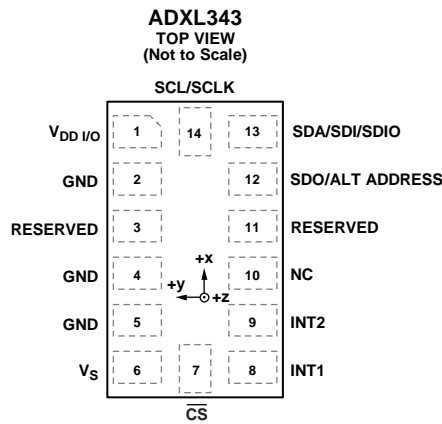 ADXL343
TOP VIEW
(Not to Scale)
SCL/SCLK
VDD I/O 1 14 13 SDA/SDI/SDIO
GND 2 12 SDO/ALT ADDRESS
RESERVED 3 11 RESERVED
+x
GND 4 10 NC
+y +z
GND 5 9 INT2
VS 6 7 8 INT1
CS